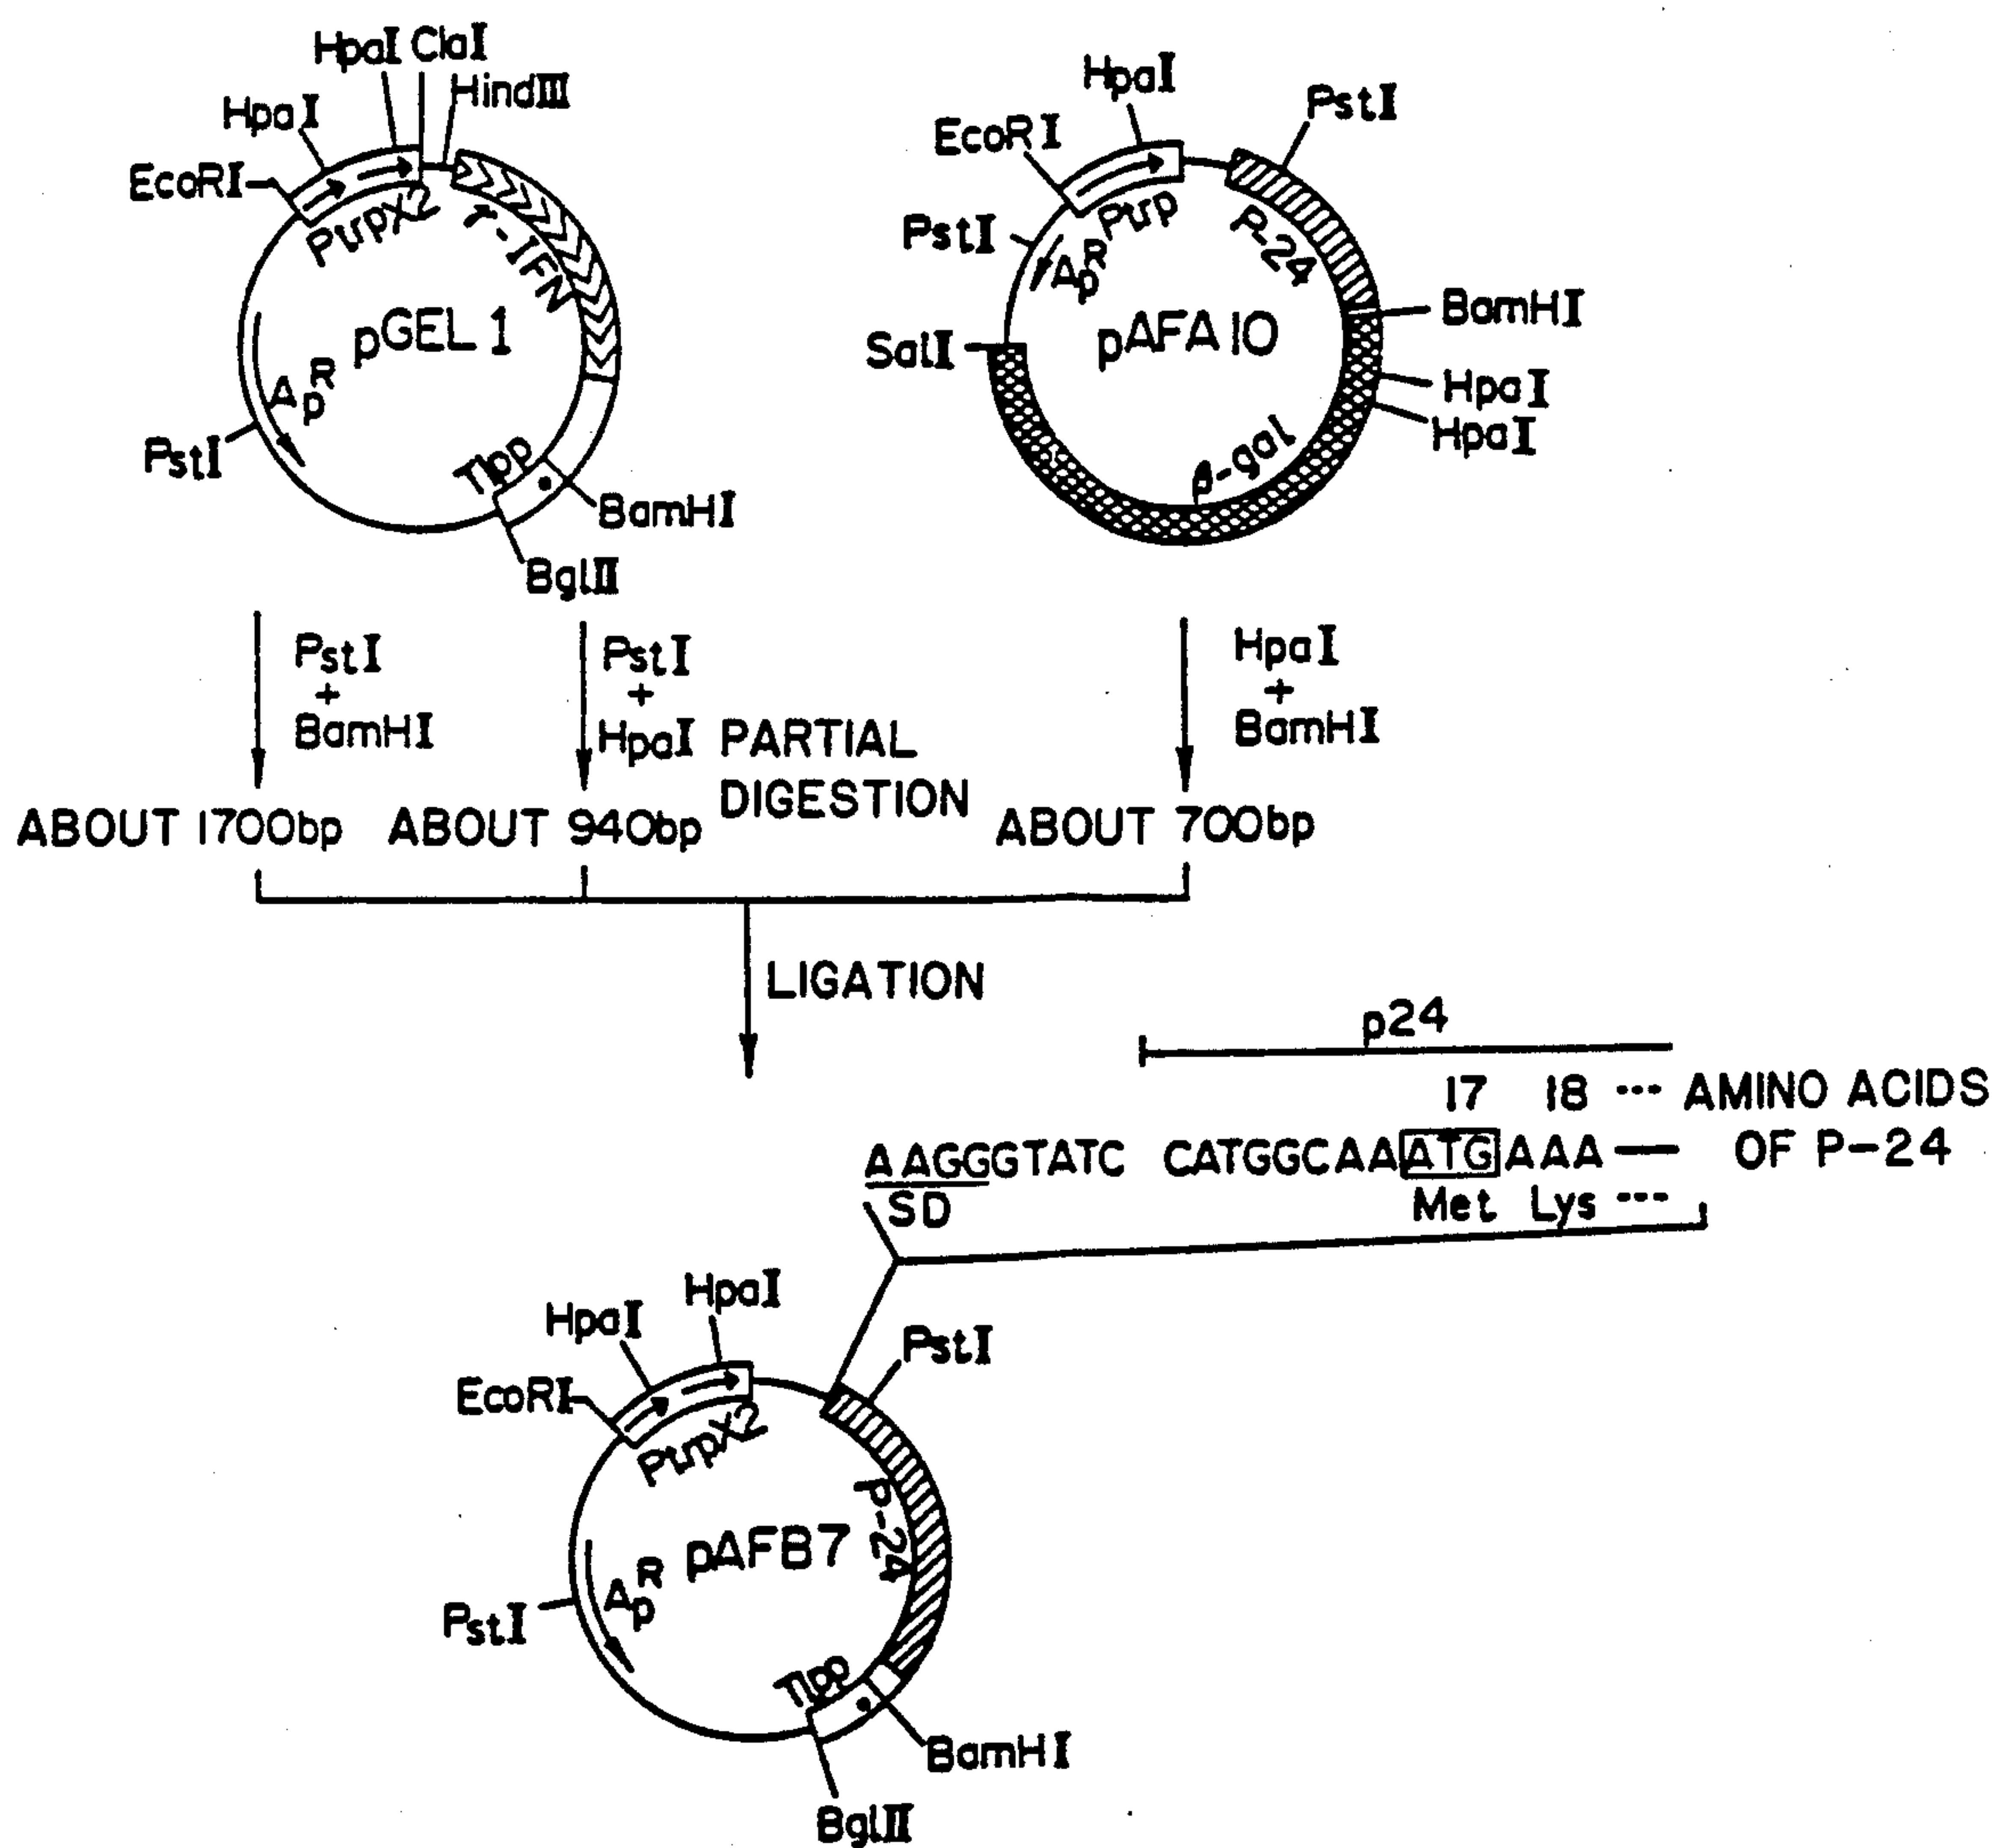 HpaI ClaI
HindIII
HpaI
EcoRI
Ptrpx2
γ-IFN
pGEL 1
ApR
PstI
Tlpp
BamHI
BglII
HpaI
PstI
EcoRI
PstI
Ptrp
ApR
P-24
BamHI
SalI
pAFA 10
HpaI
HpaI
β-gal
PstI
+
BamHI
PstI
+
HpaI PARTIAL
DIGESTION
HpaI
+
BamHI
ABOUT 1700bp ABOUT 940bp ABOUT 700bp
LIGATION
p24
17 18 --- AMINO ACIDS
AAGGGTATC CATGGCAAATGAAA — OF P-24
SD
Met Lys ---
HpaI HpaI
PstI
EcoRI
Ptrpx2
P-24
pAFB7
ApR
PstI
Tlpp
BamHI
BglII